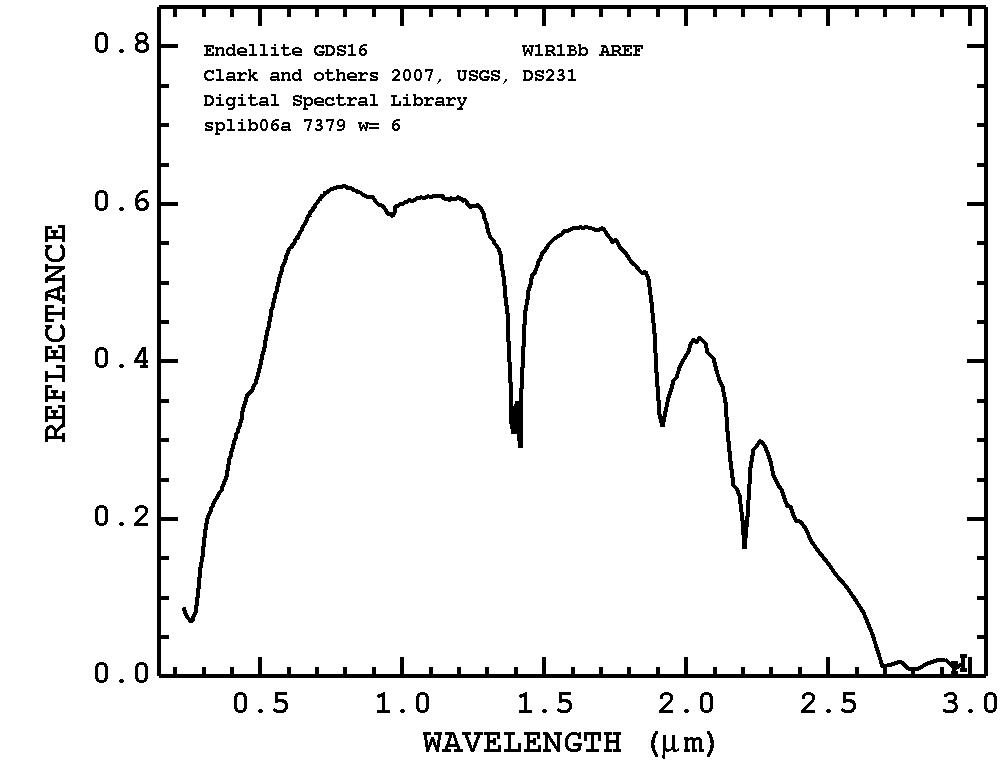 Endellite GDS16 W1R1Bb AREF
Clark and others 2007, USGS, DS231
Digital Spectral Library
splib06a 7379 w= 6
0.8
0.6
0.4
0.2
0.0
REFLECTANCE
0.5 1.0 1.5 2.0 2.5 3.0
WAVELENGTH (μm)